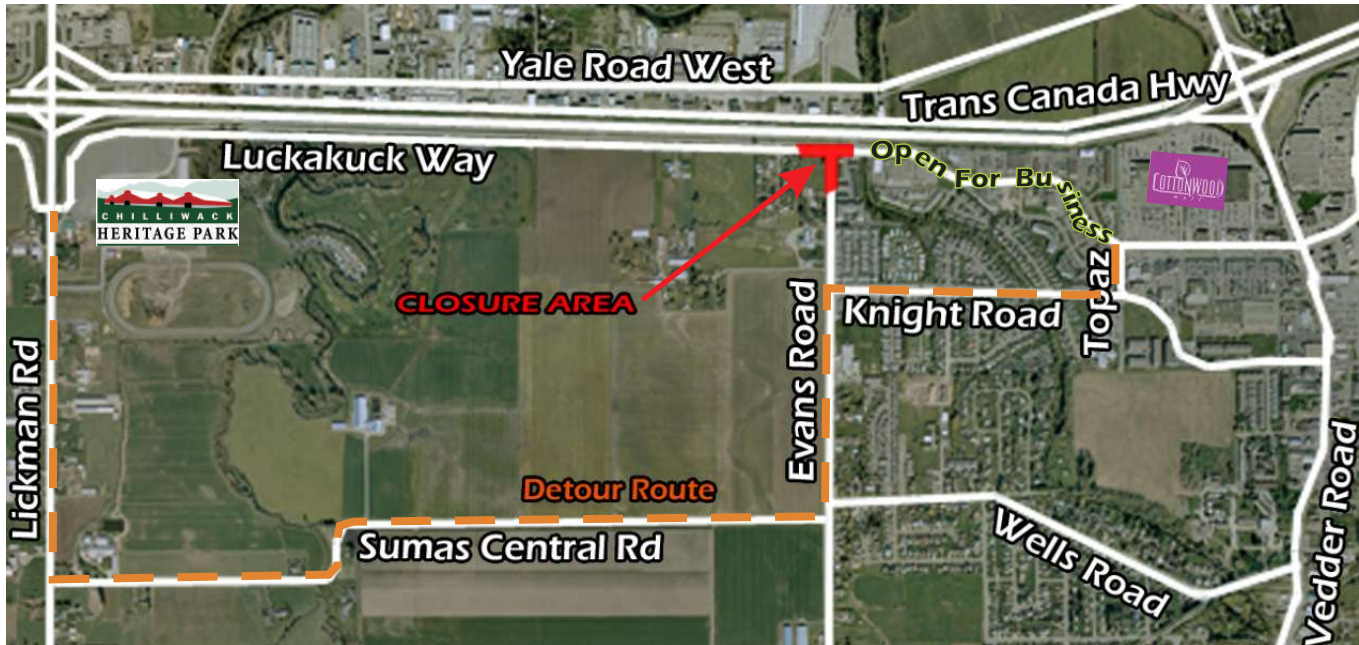 Yale Road West
Trans Canada Hwy
Luckakuck Way
Open For Business
COTTONWOOD
MALL
CHILLIWACK
HERITAGE PARK
CLOSURE AREA
Knight Road
Topaz
Lickman Rd
Evans Road
Detour Route
Sumas Central Rd
Wells Road
Vedder Road